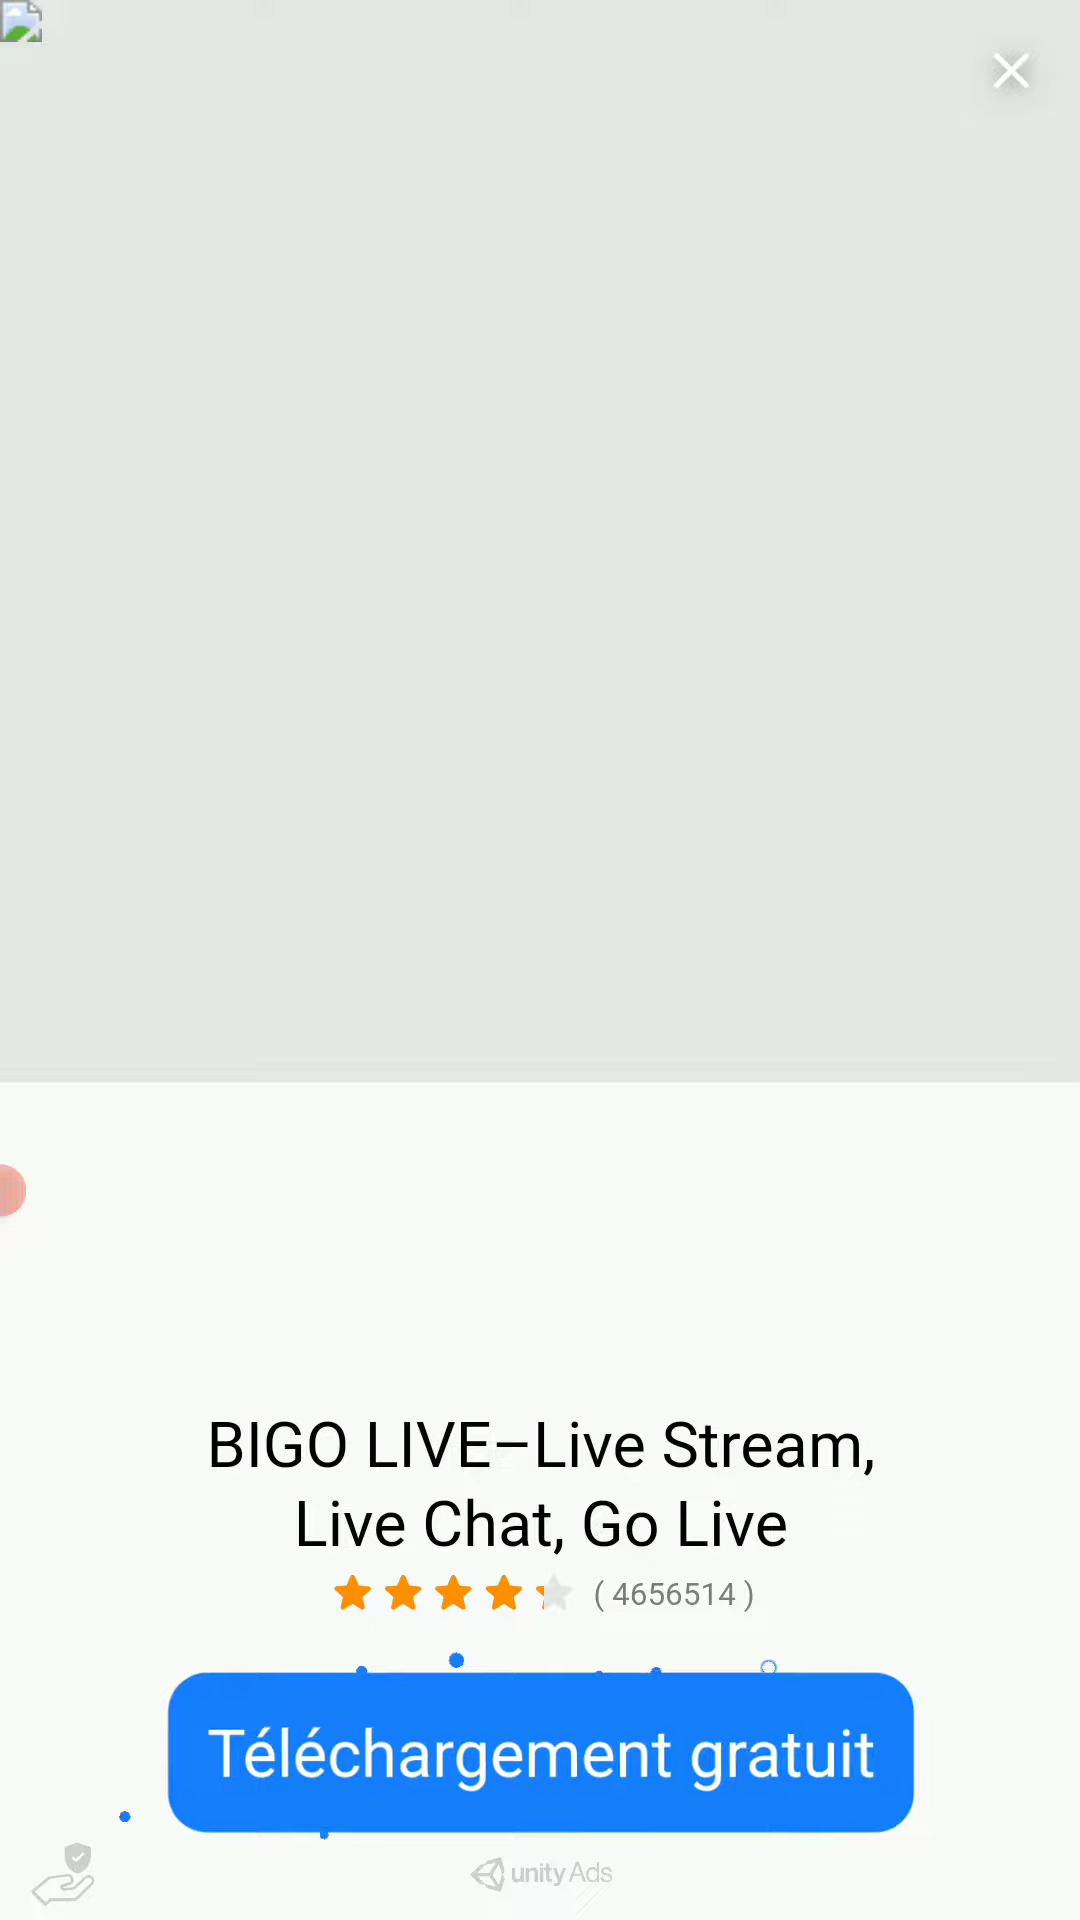 BIGO LIVE–Live Stream,
Live Chat, Go Live
( 4656514 )
Téléchargement gratuit
unity Ads